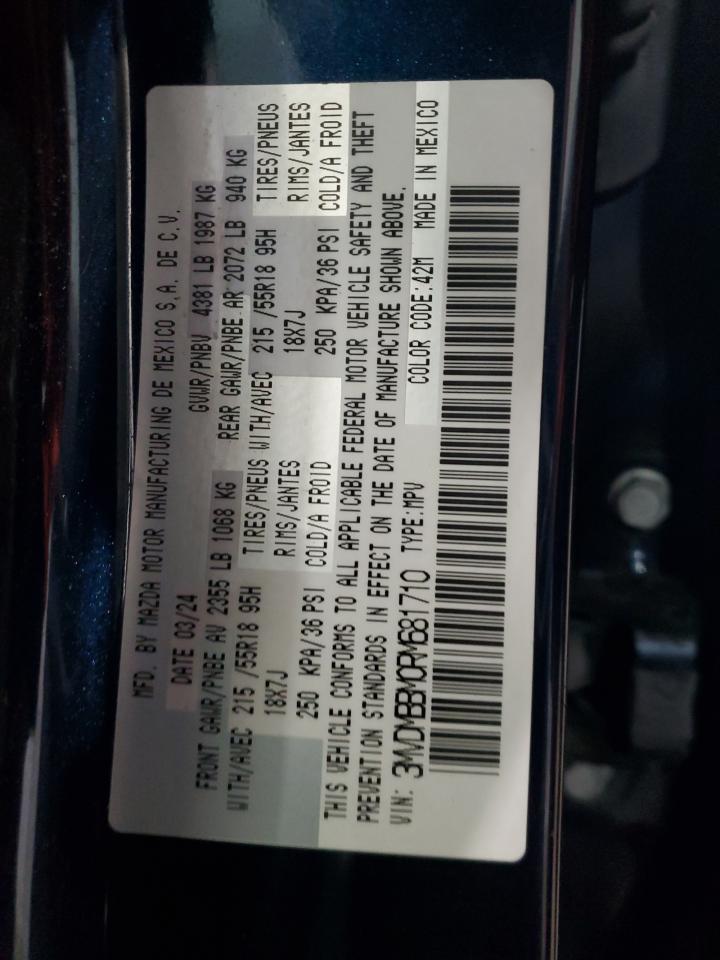 MFD. BY MAZDA MOTOR MANUFACTURING DE MEXICO S.A. DE C.V.
DATE 03/24 GVWR/PNBV 4381 LB 1987 KG
FRONT GAWR/PNBE AV 2355 LB 1068 KG REAR GAWR/PNBE AR 2072 LB 940 KG
WITH/AVEC 215 /55R18 95H TIRES/PNEUS WITH/AVEC 215 /55R18 95H TIRES/PNEUS
18X7J RIMS/JANTES 18X7J RIMS/JANTES
250 KPA/36 PSI COLD/A FROID 250 KPA/36 PSI COLD/A FROID
THIS VEHICLE CONFORMS TO ALL APPLICABLE FEDERAL MOTOR VEHICLE SAFETY AND THEFT
PREVENTION STANDARDS IN EFFECT ON THE DATE OF MANUFACTURE SHOWN ABOVE.
VIN: 3MVDMBBM0RM681710 TYPE:MPV COLOR CODE:42M MADE IN MEXICO